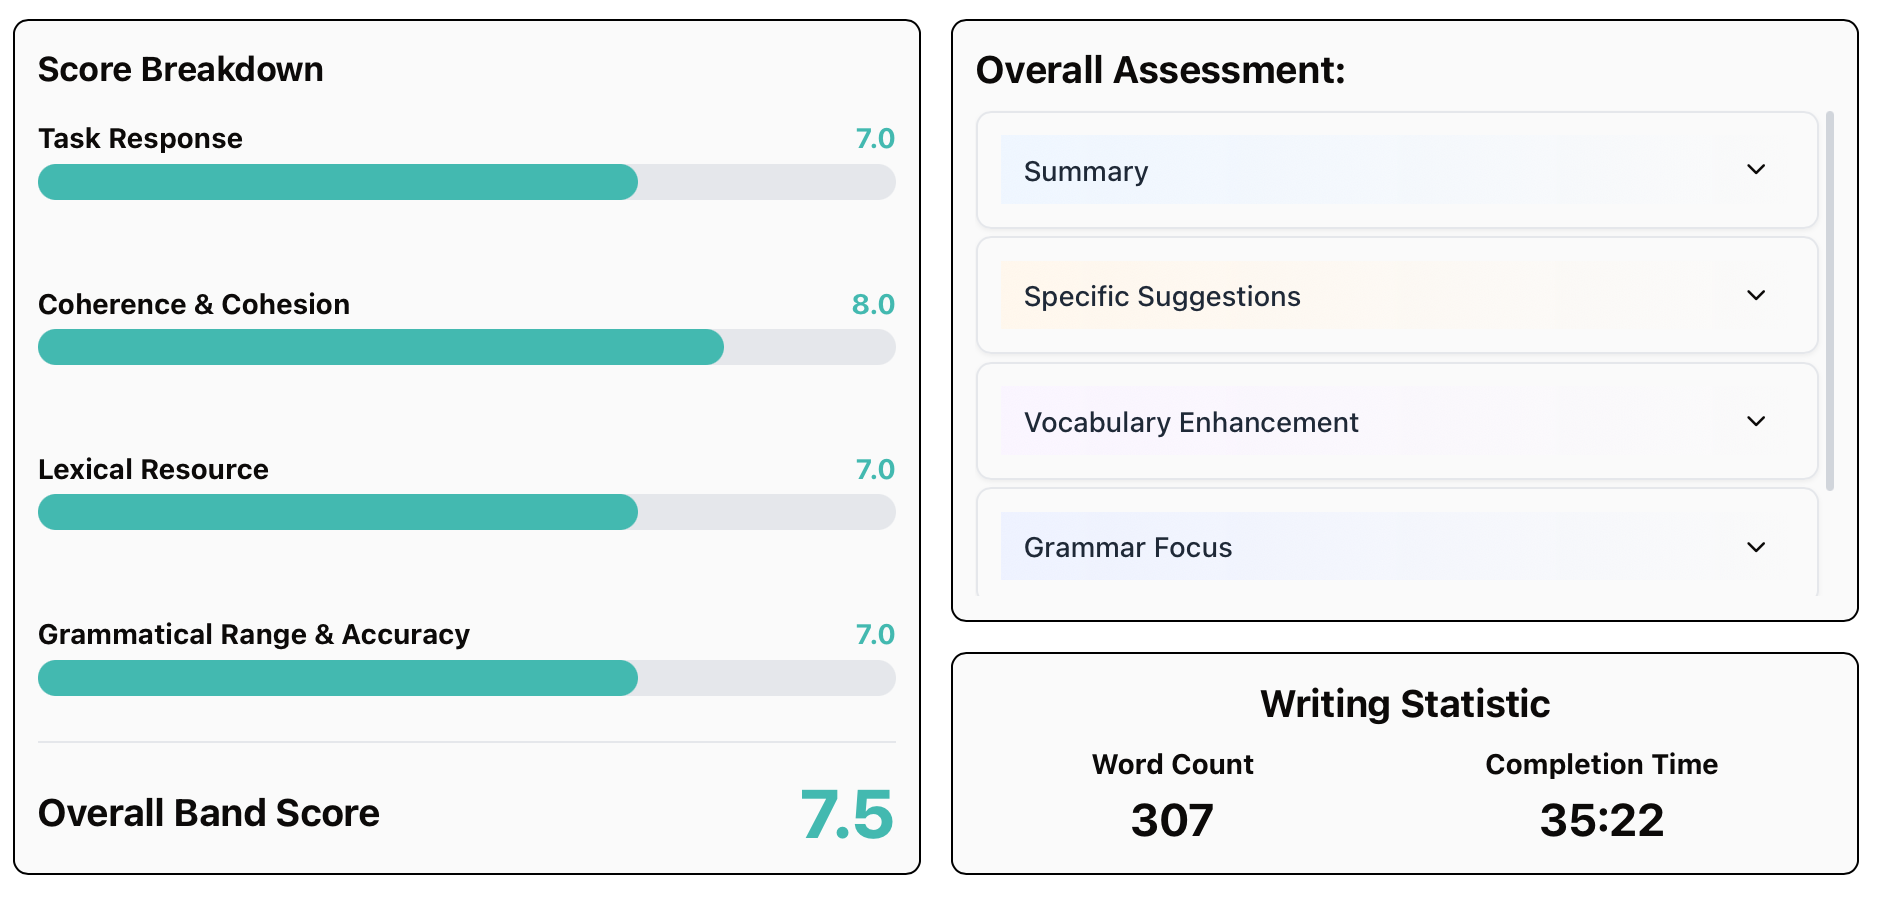 Score Breakdown
Task Response 7.0
Coherence & Cohesion 8.0
Lexical Resource 7.0
Grammatical Range & Accuracy 7.0
Overall Band Score 7.5
Overall Assessment:
Summary
Specific Suggestions
Vocabulary Enhancement
Grammar Focus
Writing Statistic
Word Count Completion Time
307 35:22